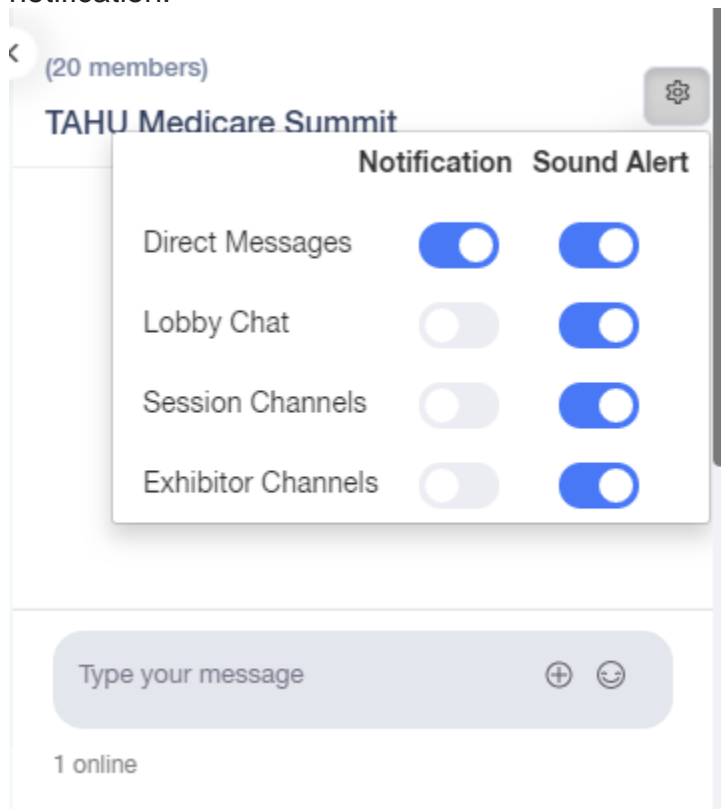 notification.
(20 members)
TAHU Medicare Summit
Notification Sound Alert
Direct Messages
Lobby Chat
Session Channels
Exhibitor Channels
Type your message
1 online